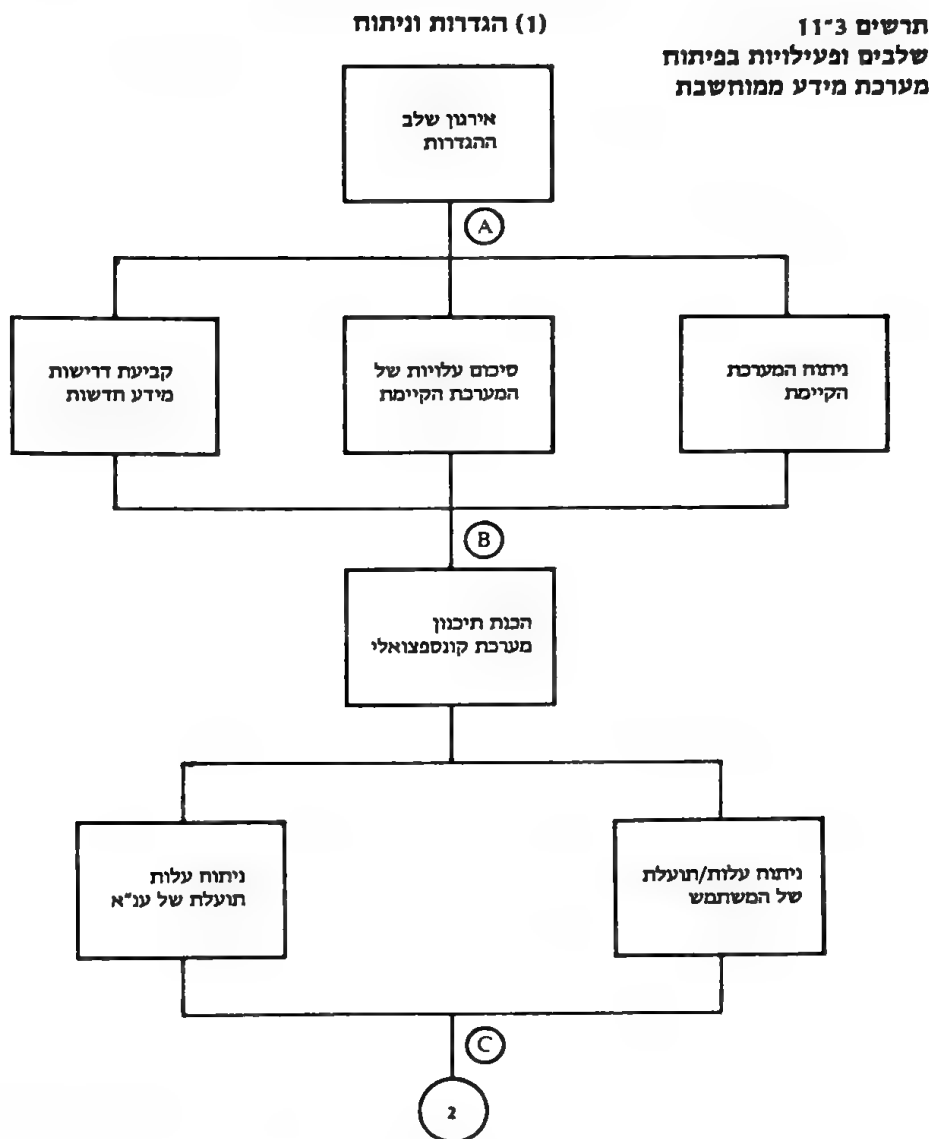 תרשים 11־3
שלבים ופעילויות בפיתוח
מערכת מידע ממוחשבת
(1) הגדרות וניתוח
אירגון שלב
ההגדרות
A
ניתוח המערכת
הקיימת
סיכום עלויות של
המערכת הקיימת
קביעת דרישות
מידע חדשות
B
הכנת תיכנון
מערכת קונספצואלי
ניתוח עלות/תועלת
של המשתמש
ניתוח עלות
תועלת של ענ"א
C
2